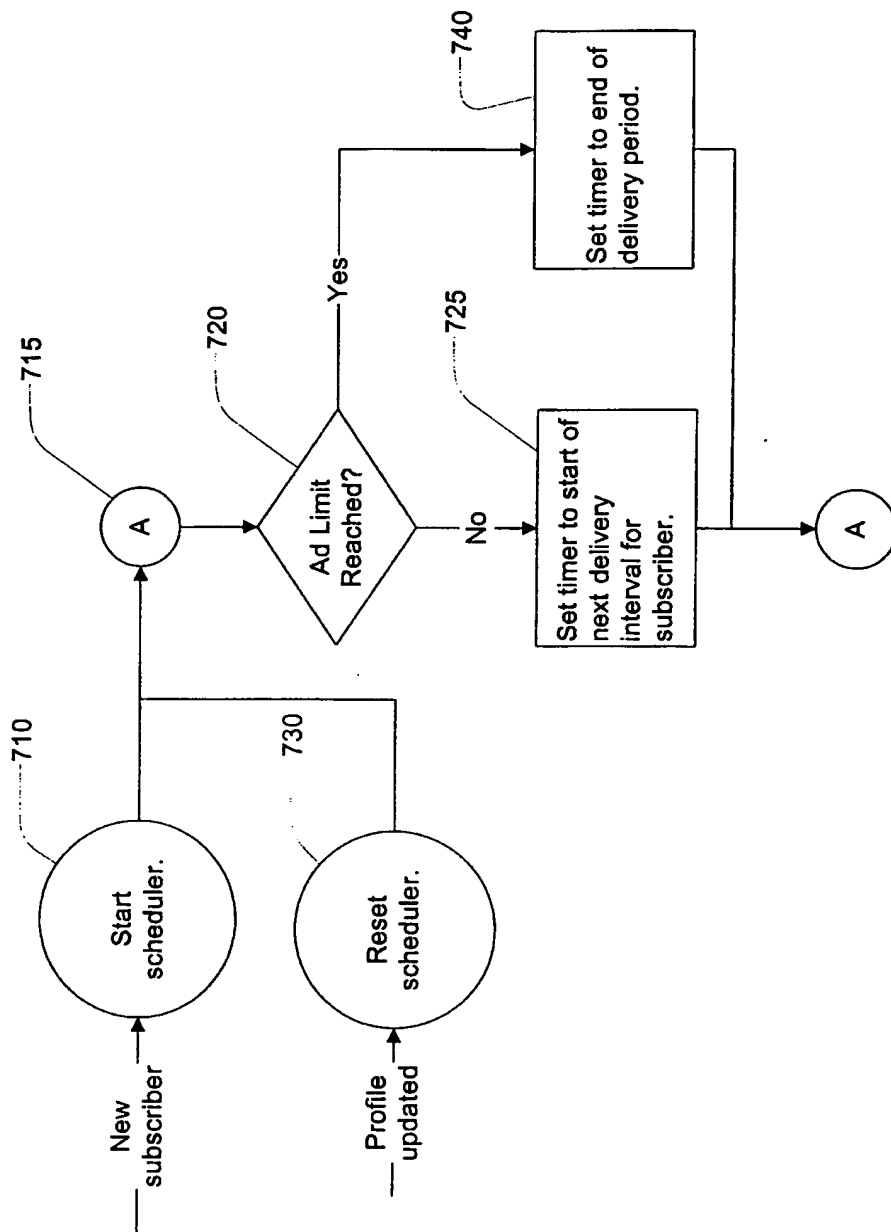 New
subscriber
Start
scheduler.
710
Profile
updated
Reset
scheduler.
730
A
715
Ad Limit
Reached?
720
Yes
No
Set timer to start of
next delivery
interval for
subscriber.
725
Set timer to end of
delivery period.
740
A